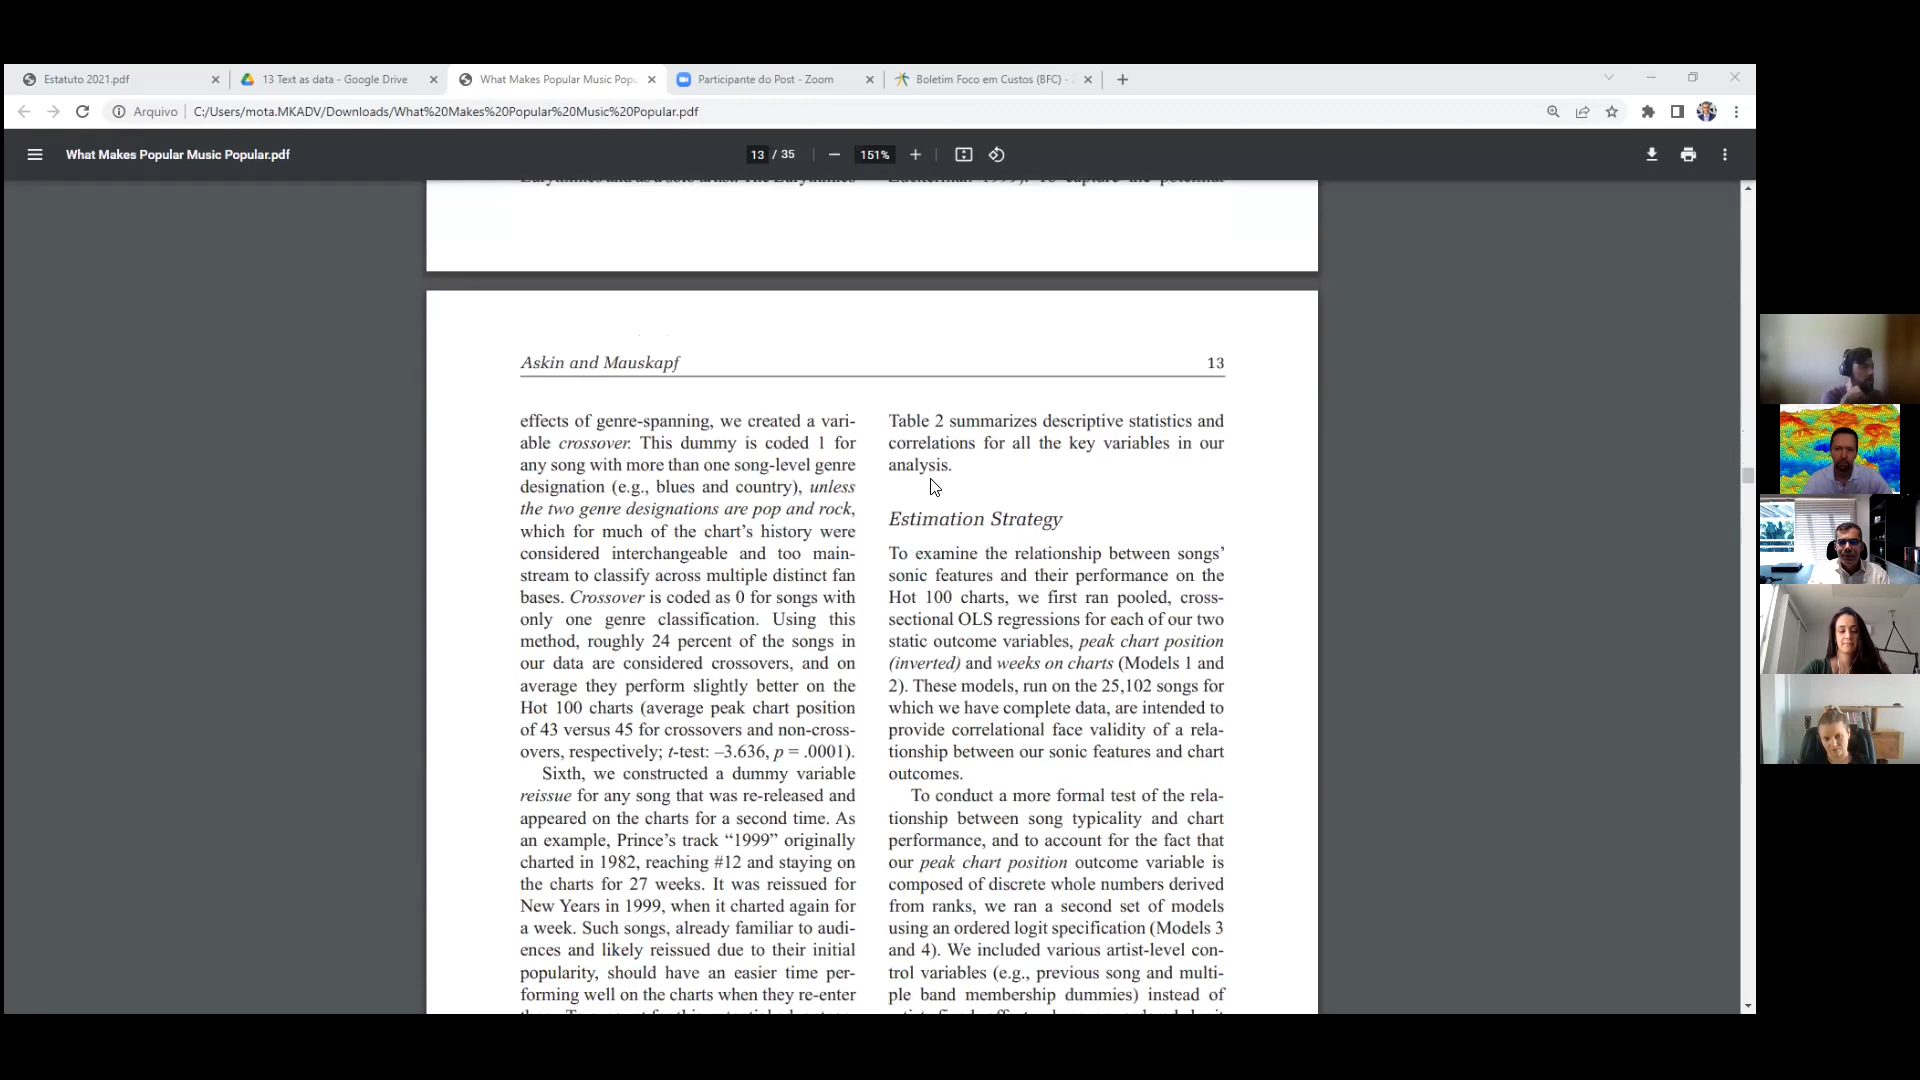 Estatuto 2021.pdf
13 Text as data - Google Drive
What Makes Popular Music Pop
Participante do Post - Zoom
Boletim Foco em Custos (BFC) -
Arquivo
C:/Users/mota.MKADV/Downloads/What%20Makes%20Popular%20Music%20Popular.pdf
What Makes Popular Music Popular.pdf
13 / 35
151%
Eurythmics and as a solo artist. The Eurythmics
Zuckerman 1999). To capture the potential
Askin and Mauskapf
13
effects of genre-spanning, we created a vari-
able crossover. This dummy is coded 1 for
any song with more than one song-level genre
designation (e.g., blues and country), unless
the two genre designations are pop and rock,
which for much of the chart's history were
considered interchangeable and too main-
stream to classify across multiple distinct fan
bases. Crossover is coded as 0 for songs with
only one genre classification. Using this
method, roughly 24 percent of the songs in
our data are considered crossovers, and on
average they perform slightly better on the
Hot 100 charts (average peak chart position
of 43 versus 45 for crossovers and non-cross-
overs, respectively; t-test: –3.636, p = .0001).
Sixth, we constructed a dummy variable
reissue for any song that was re-released and
appeared on the charts for a second time. As
an example, Prince's track “1999” originally
charted in 1982, reaching #12 and staying on
the charts for 27 weeks. It was reissued for
New Years in 1999, when it charted again for
a week. Such songs, already familiar to audi-
ences and likely reissued due to their initial
popularity, should have an easier time per-
forming well on the charts when they re-enter
Table 2 summarizes descriptive statistics and
correlations for all the key variables in our
analysis.
Estimation Strategy
To examine the relationship between songs'
sonic features and their performance on the
Hot 100 charts, we first ran pooled, cross-
sectional OLS regressions for each of our two
static outcome variables, peak chart position
(inverted) and weeks on charts (Models 1 and
2). These models, run on the 25,102 songs for
which we have complete data, are intended to
provide correlational face validity of a rela-
tionship between our sonic features and chart
outcomes.
To conduct a more formal test of the rela-
tionship between song typicality and chart
performance, and to account for the fact that
our peak chart position outcome variable is
composed of discrete whole numbers derived
from ranks, we ran a second set of models
using an ordered logit specification (Models 3
and 4). We included various artist-level con-
trol variables (e.g., previous song and multi-
ple band membership dummies) instead of